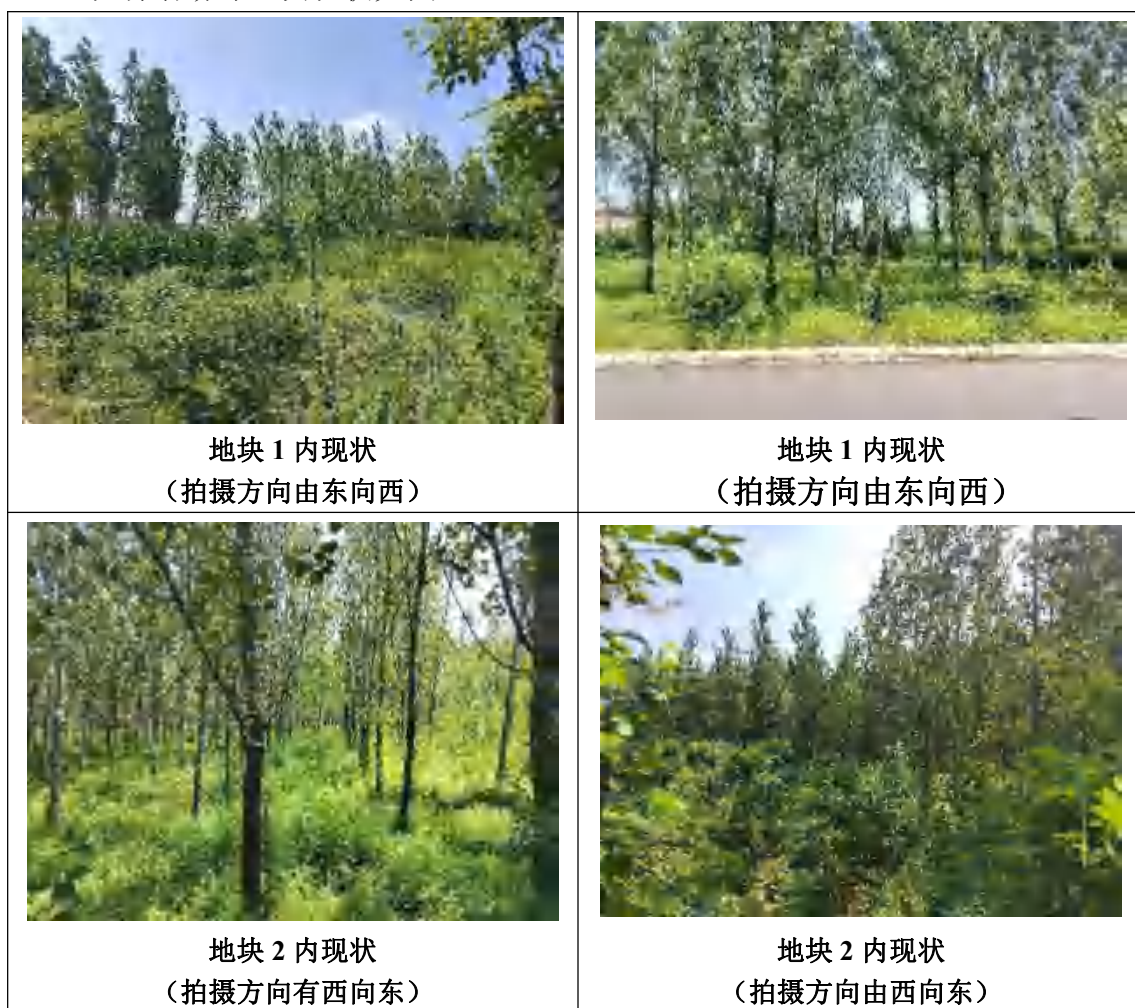 地块 1 内现状
（拍摄方向由东向西）
地块 1 内现状
（拍摄方向由东向西）
地块 2 内现状
（拍摄方向有西向东）
地块 2 内现状
（拍摄方向由西向东）